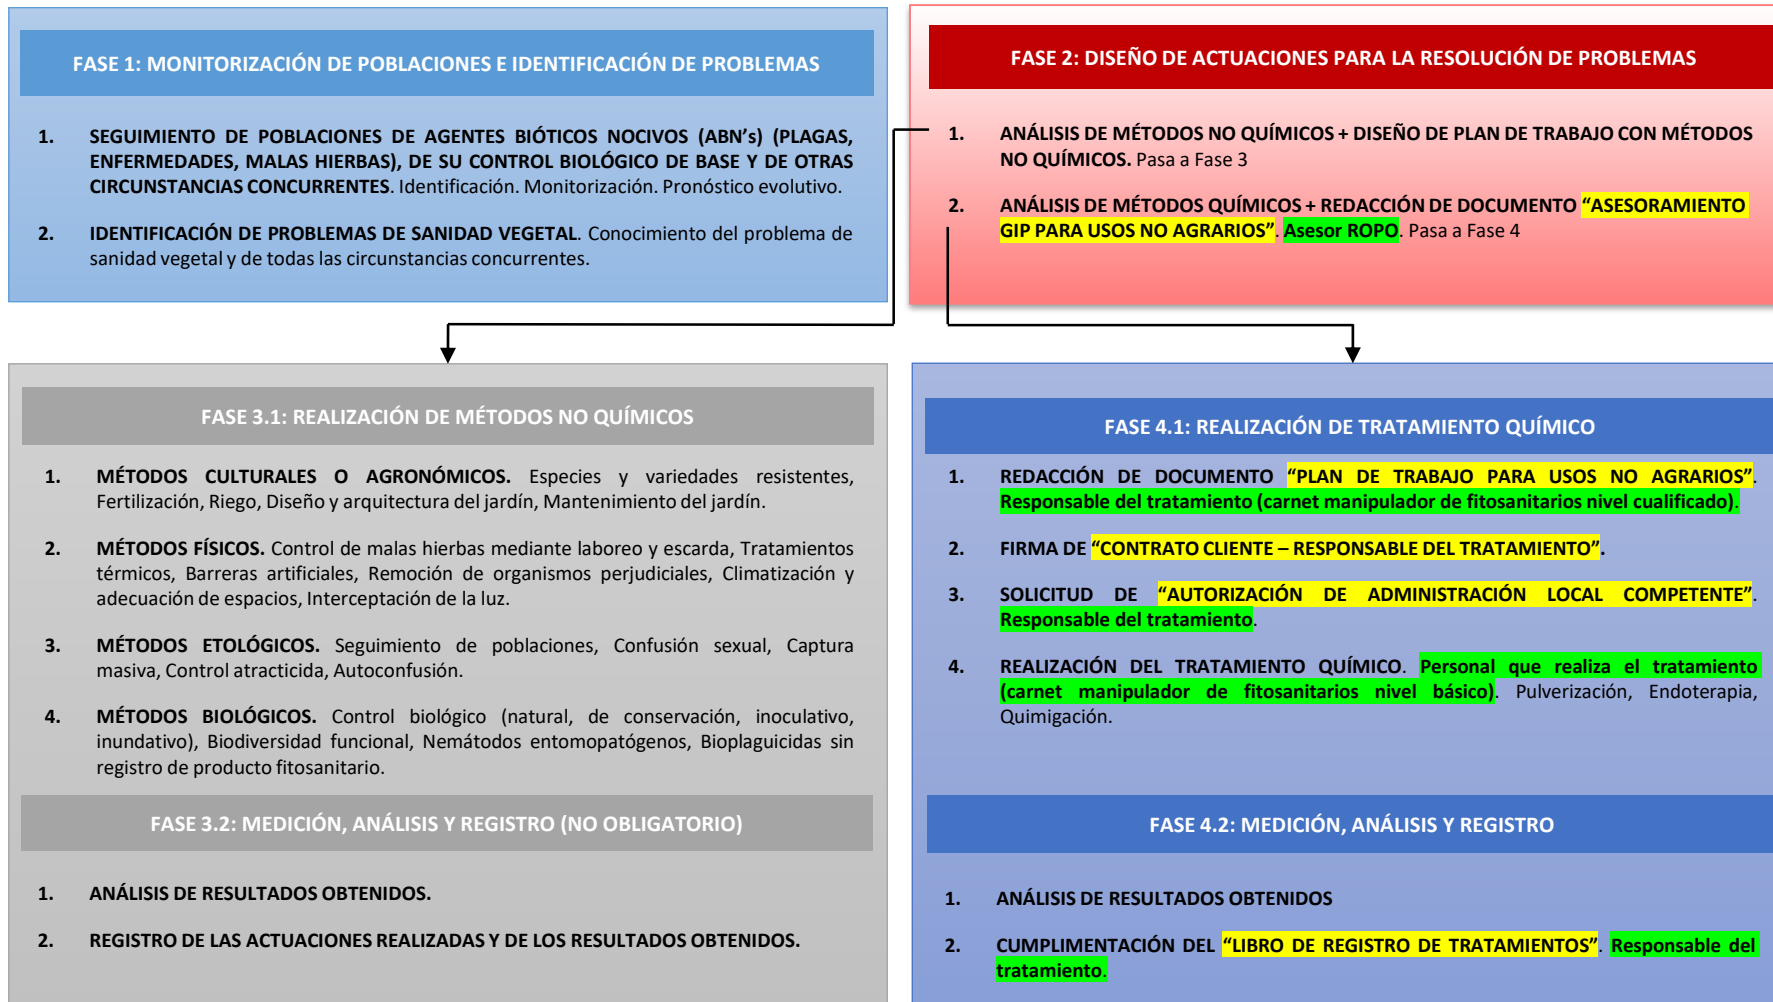 FASE 1: MONITORIZACIÓN DE POBLACIONES E IDENTIFICACIÓN DE PROBLEMAS
1. SEGUIMIENTO DE POBLACIONES DE AGENTES BIÓTICOS NOCIVOS (ABN's) (PLAGAS,
ENFERMEDADES, MALAS HIERBAS), DE SU CONTROL BIOLÓGICO DE BASE Y DE OTRAS
CIRCUNSTANCIAS CONCURRENTES. Identificación. Monitorización. Pronóstico evolutivo.
2. IDENTIFICACIÓN DE PROBLEMAS DE SANIDAD VEGETAL. Conocimiento del problema de
sanidad vegetal y de todas las circunstancias concurrentes.
FASE 2: DISEÑO DE ACTUACIONES PARA LA RESOLUCIÓN DE PROBLEMAS
1. ANÁLISIS DE MÉTODOS NO QUÍMICOS + DISEÑO DE PLAN DE TRABAJO CON MÉTODOS
NO QUÍMICOS. Pasa a Fase 3
2. ANÁLISIS DE MÉTODOS QUÍMICOS + REDACCIÓN DE DOCUMENTO “ASESORAMIENTO
GIP PARA USOS NO AGRARIOS”. Asesor ROPO. Pasa a Fase 4
FASE 3.1: REALIZACIÓN DE MÉTODOS NO QUÍMICOS
1. MÉTODOS CULTURALES O AGRONÓMICOS. Especies y variedades resistentes,
Fertilización, Riego, Diseño y arquitectura del jardín, Mantenimiento del jardín.
2. MÉTODOS FÍSICOS. Control de malas hierbas mediante laboreo y escarda, Tratamientos
térmicos, Barreras artificiales, Remoción de organismos perjudiciales, Climatización y
adecuación de espacios, Interceptación de la luz.
3. MÉTODOS ETOLÓGICOS. Seguimiento de poblaciones, Confusión sexual, Captura
masiva, Control atracticida, Autoconfusión.
4. MÉTODOS BIOLÓGICOS. Control biológico (natural, de conservación, inoculativo,
inundativo), Biodiversidad funcional, Nemátodos entomopatógenos, Bioplaguicidas sin
registro de producto fitosanitario.
FASE 3.2: MEDICIÓN, ANÁLISIS Y REGISTRO (NO OBLIGATORIO)
1. ANÁLISIS DE RESULTADOS OBTENIDOS.
2. REGISTRO DE LAS ACTUACIONES REALIZADAS Y DE LOS RESULTADOS OBTENIDOS.
FASE 4.1: REALIZACIÓN DE TRATAMIENTO QUÍMICO
1. REDACCIÓN DE DOCUMENTO “PLAN DE TRABAJO PARA USOS NO AGRARIOS”.
Responsable del tratamiento (carnet manipulador de fitosanitarios nivel cualificado).
2. FIRMA DE “CONTRATO CLIENTE – RESPONSABLE DEL TRATAMIENTO”.
3. SOLICITUD DE “AUTORIZACIÓN DE ADMINISTRACIÓN LOCAL COMPETENTE”.
Responsable del tratamiento.
4. REALIZACIÓN DEL TRATAMIENTO QUÍMICO. Personal que realiza el tratamiento
(carnet manipulador de fitosanitarios nivel básico). Pulverización, Endoterapia,
Quimigación.
FASE 4.2: MEDICIÓN, ANÁLISIS Y REGISTRO
1. ANÁLISIS DE RESULTADOS OBTENIDOS
2. CUMPLIMENTACIÓN DEL “LIBRO DE REGISTRO DE TRATAMIENTOS”. Responsable del
tratamiento.